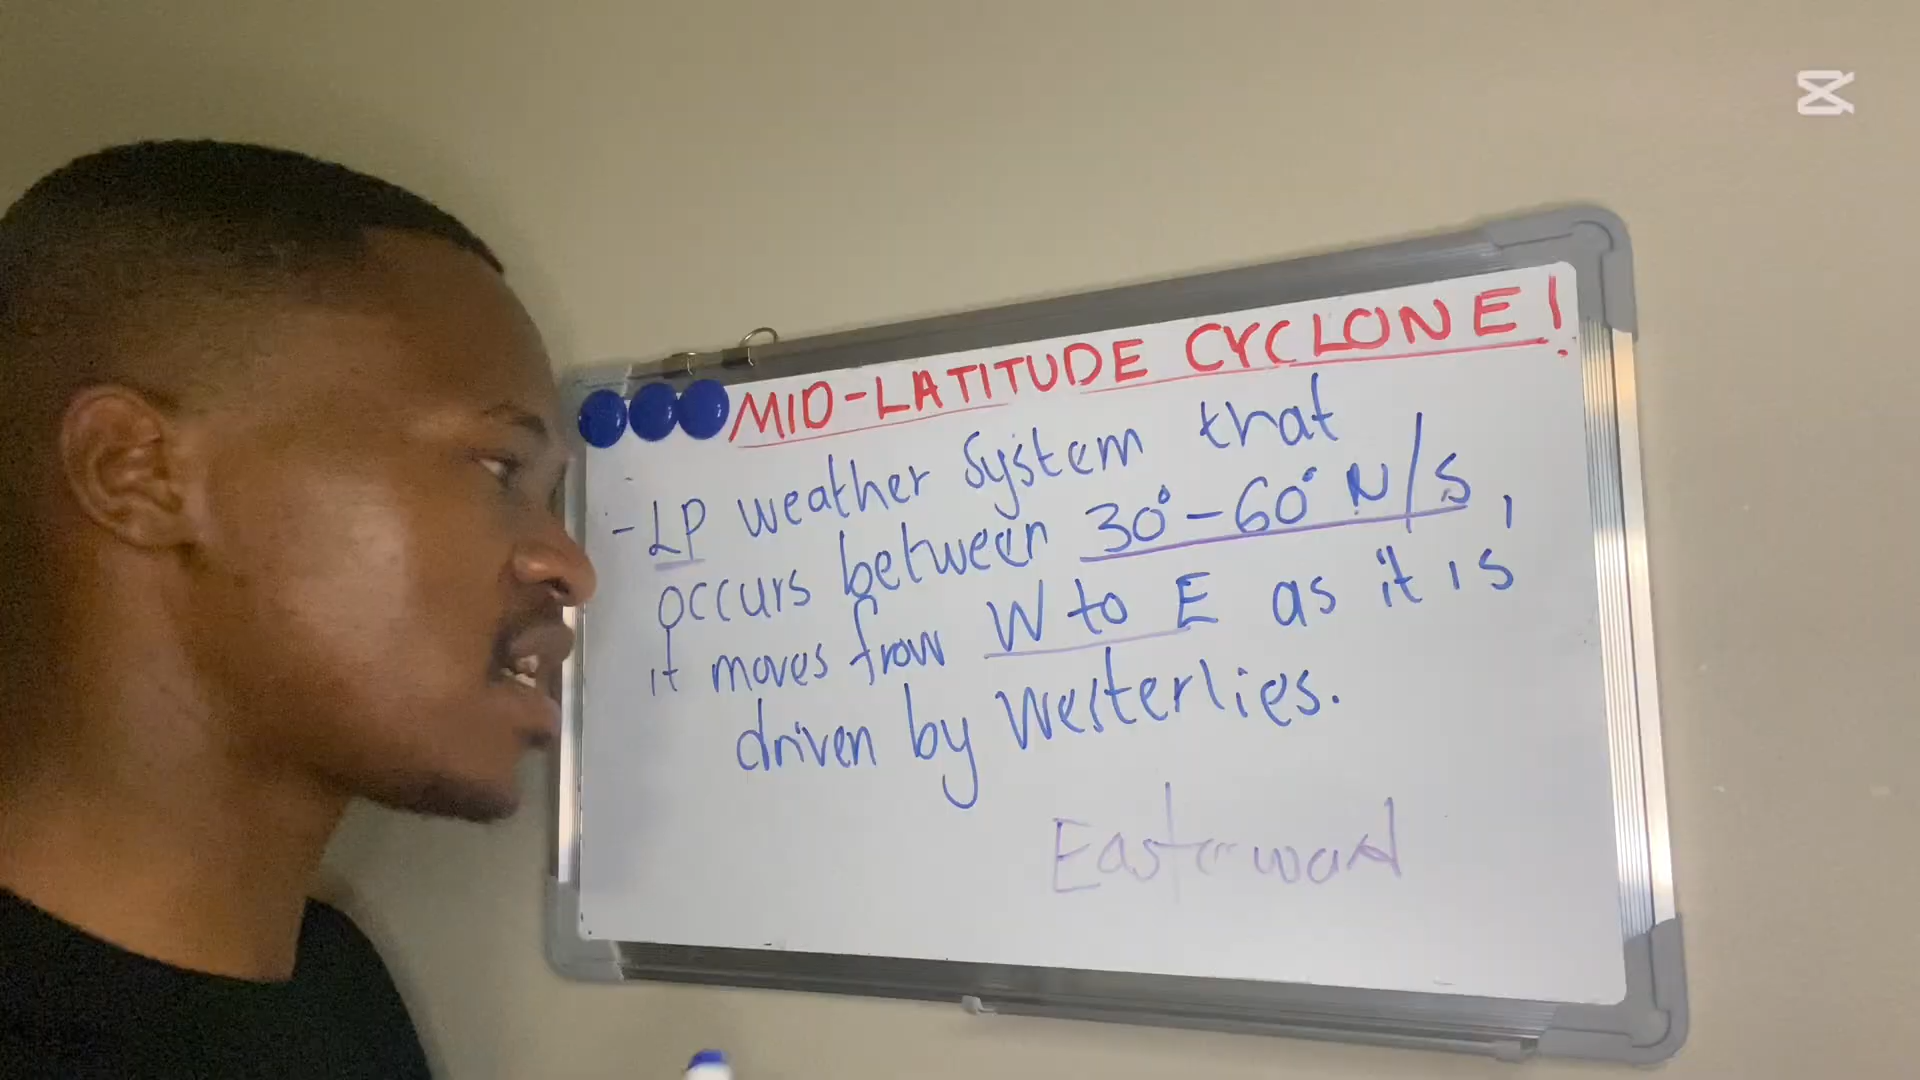 MID-LATITUDE CYCLONE!
- LP weather system that
occurs between 30° - 60° N/S,
it moves from W to E as it is
driven by Westerlies.
Easterward